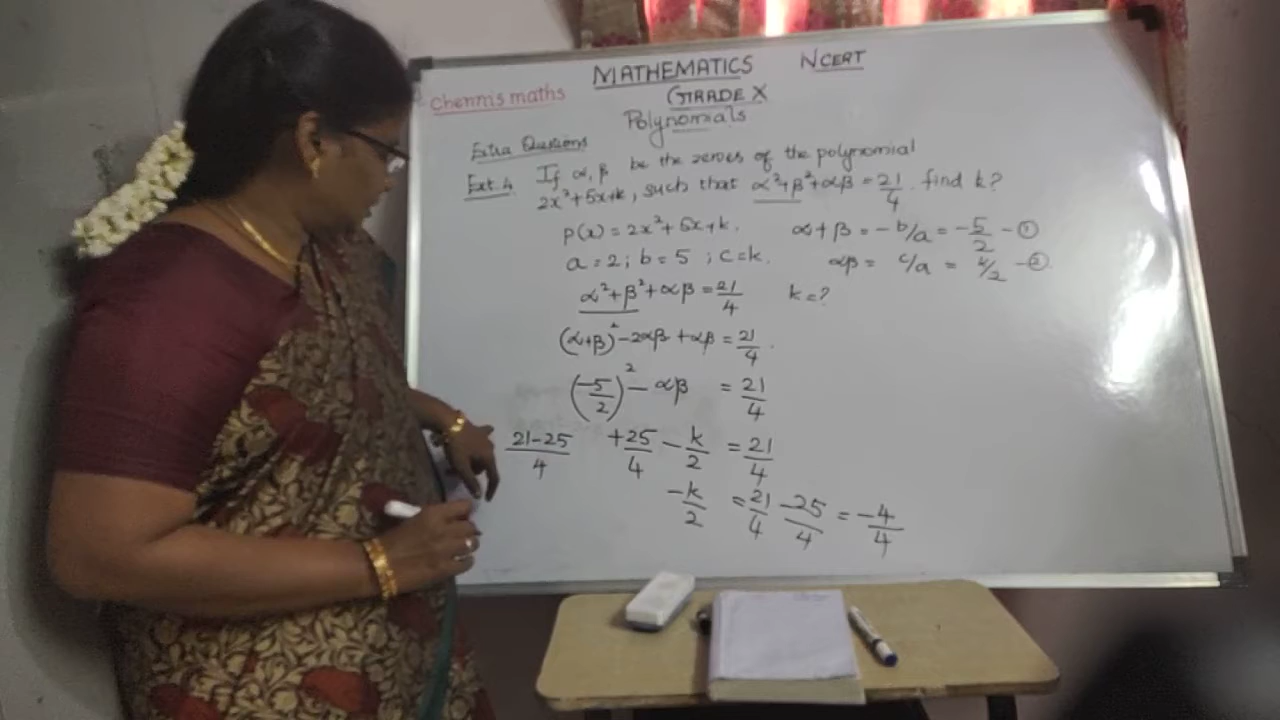 MATHEMATICS NCERT
Chennis maths
GRADE X
Polynomials
Extra Questions
Ext.4 If α, β be the zeroes of the polynomial
2x²+5x+k, such that α²+β²+αβ = 21/4. find k?
p(x) = 2x²+5x+k. α+β = -b/a = -5/2 - ①
a = 2 ; b = 5 ; c = k. αβ = c/a = k/2 - ②.
α²+β²+αβ = 21/4 k = ?
(α+β)² - 2αβ + αβ = 21/4.
(-5/2)² - αβ = 21/4
21-25/4 +25/4 - k/2 = 21/4
-k/2 = 21/4 - 25/4 = -4/4